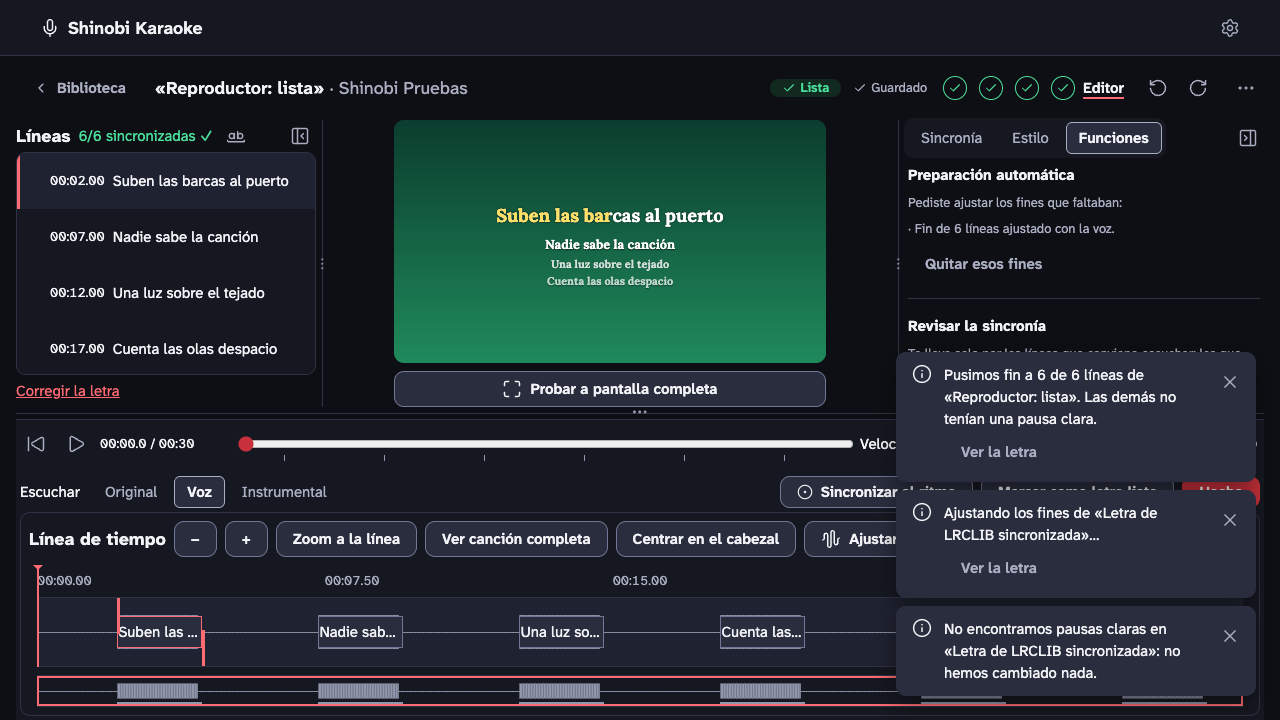 Shinobi Karaoke
Biblioteca
«Reproductor: lista» · Shinobi Pruebas
Lista
Guardado
Editor
Líneas 6/6 sincronizadas
ab
00:02.00 Suben las barcas al puerto
00:07.00 Nadie sabe la canción
00:12.00 Una luz sobre el tejado
00:17.00 Cuenta las olas despacio
Corregir la letra
Suben las barcas al puerto
Nadie sabe la canción
Una luz sobre el tejado
Cuenta las olas despacio
Probar a pantalla completa
Sincronía Estilo Funciones
Preparación automática
Pediste ajustar los fines que faltaban:
· Fin de 6 líneas ajustado con la voz.
Quitar esos fines
Revisar la sincronía
Pusimos fin a 6 de 6 líneas de
«Reproductor: lista». Las demás no
tenían una pausa clara.
Ver la letra
Ajustando los fines de «Letra de
LRCLIB sincronizada»…
Ver la letra
No encontramos pausas claras en
«Letra de LRCLIB sincronizada»: no
hemos cambiado nada.
00:00.0 / 00:30
Veloc
Escuchar Original Voz Instrumental
Sincronizar
Línea de tiempo
– + Zoom a la línea Ver canción completa Centrar en el cabezal Ajustar
00:00.00 00:07.50 00:15.00
Suben las ... Nadie sab... Una luz so... Cuenta las...